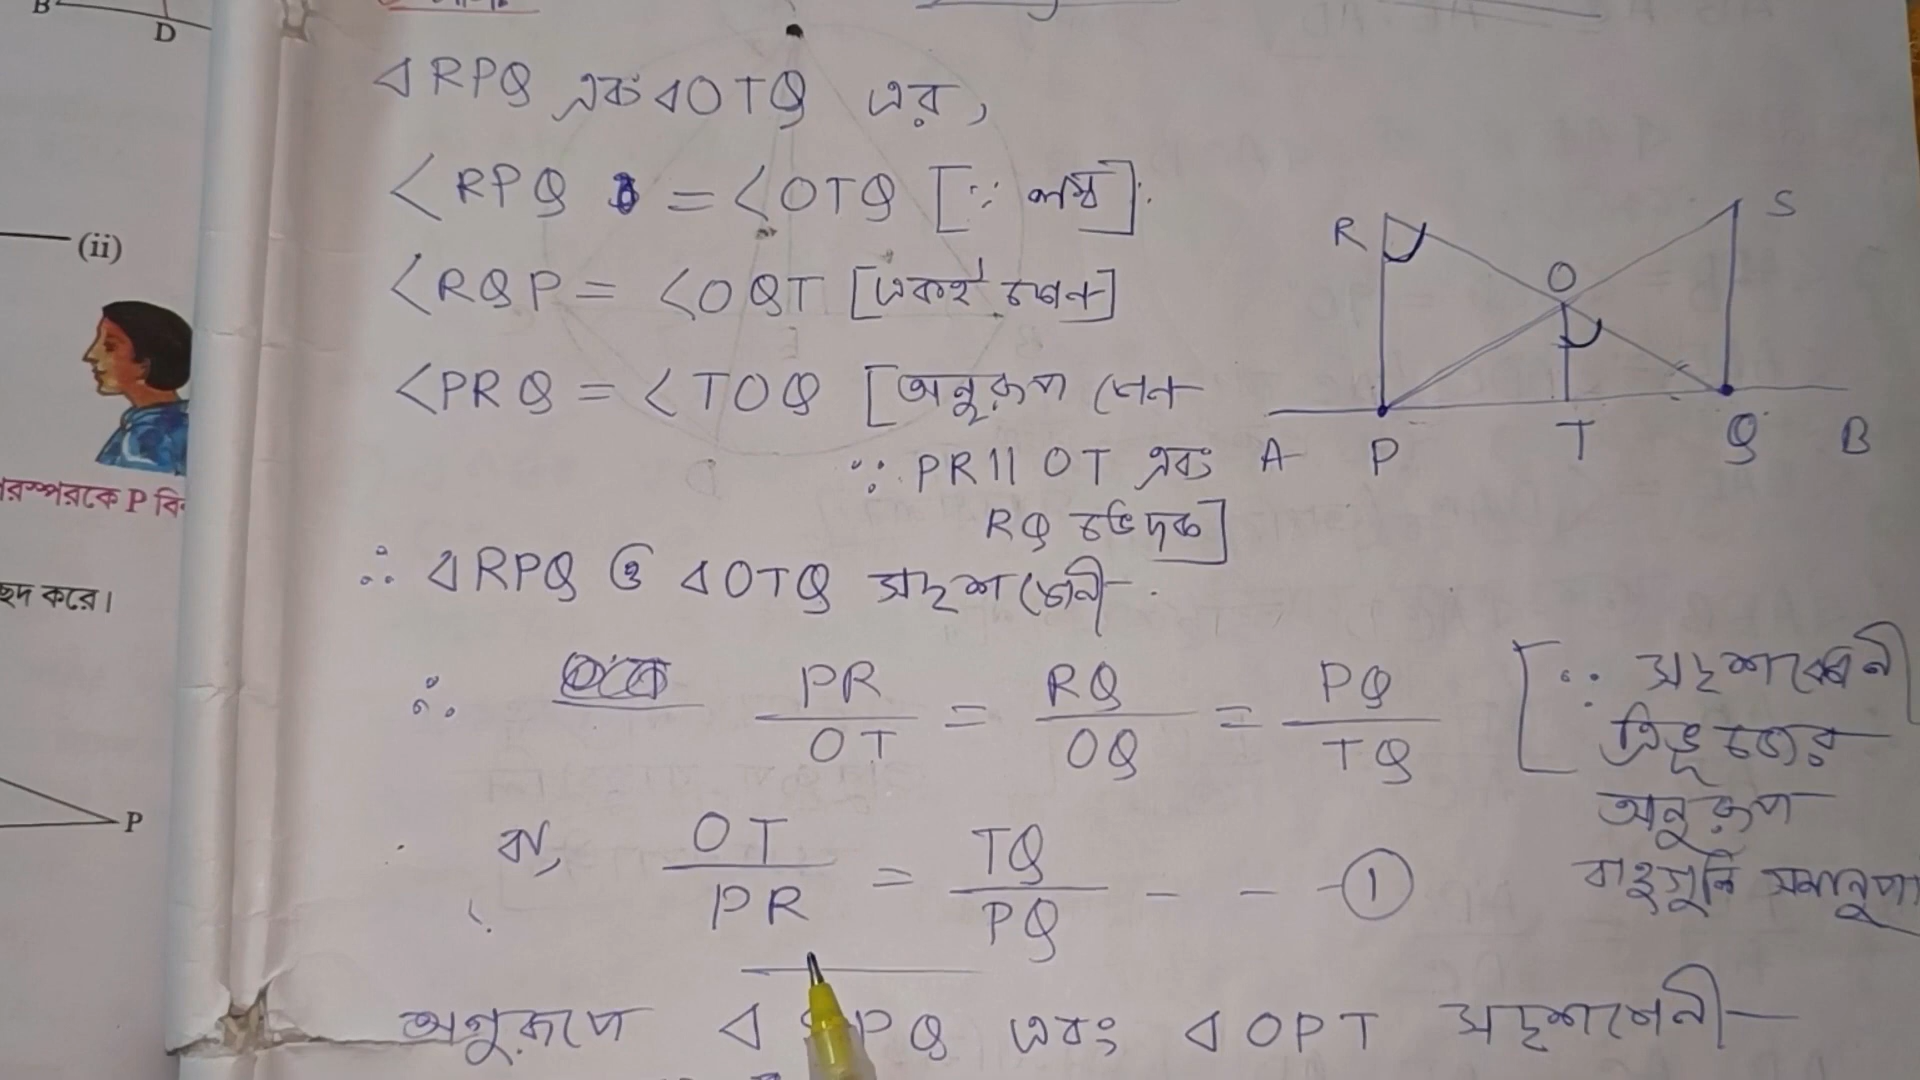 B
D
(ii)
রস্পরকে P বি
ছেদ করে।
P
△RPQ এবং △OTQ এর,
<RPQ = <OTQ [∵ লম্ব]
<RQP = <OQT [একই কোন]
<PRQ = <TOQ [অনুরূপ কোন
∵ PR || OT এবং
RQ ভেদক]
∴ △RPQ ও △OTQ সদৃশকোনী
∴ PR/OT = RQ/OQ = PQ/TQ
[∵ সদৃশকোনী
ত্রিভূজের
অনুরূপ
বাহুগুলি সমানুপা
বা, OT/PR = TQ/PQ - - - ①
অনুরূপে △ PQ এবং △OPT সদৃশকোনী
R
S
O
A
P
T
Q
B